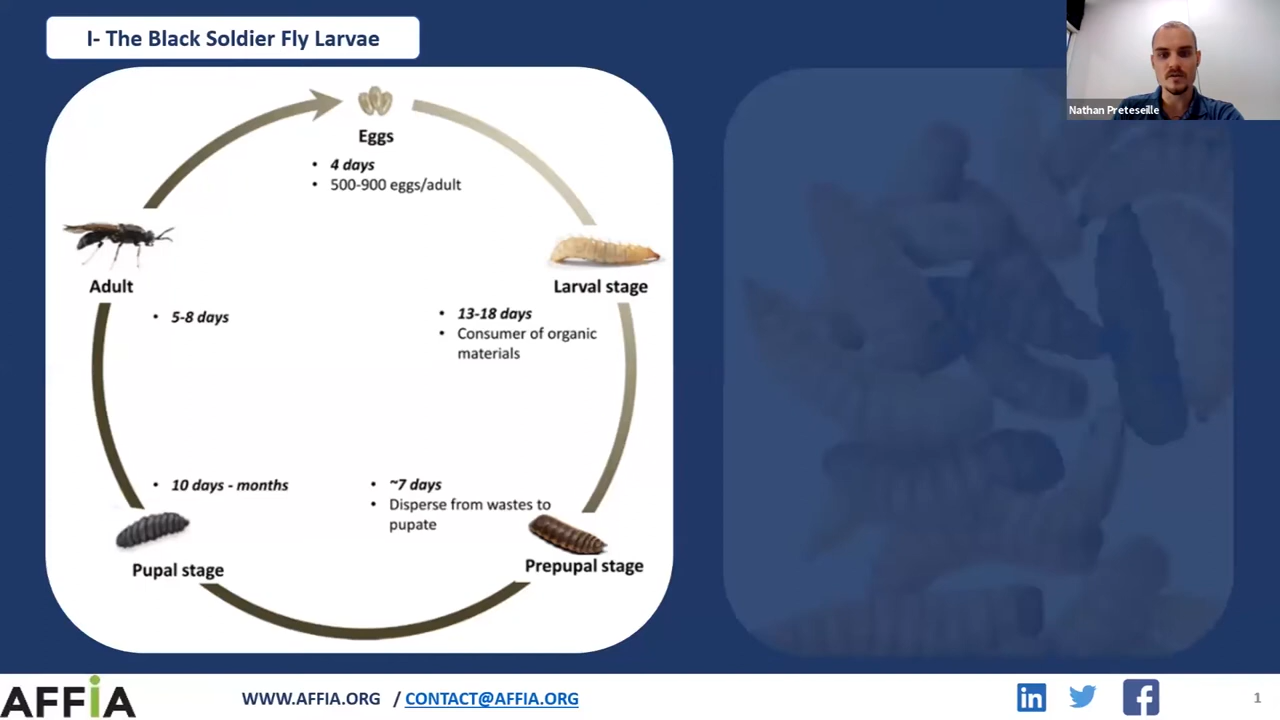 I- The Black Soldier Fly Larvae
Nathan Preteseille
Eggs
• 4 days
• 500-900 eggs/adult
Larval stage
• 13-18 days
• Consumer of organic
materials
Prepupal stage
• ~7 days
• Disperse from wastes to
pupate
Pupal stage
• 10 days - months
Adult
• 5-8 days
AFFiA
WWW.AFFIA.ORG / CONTACT@AFFIA.ORG
in
f
1